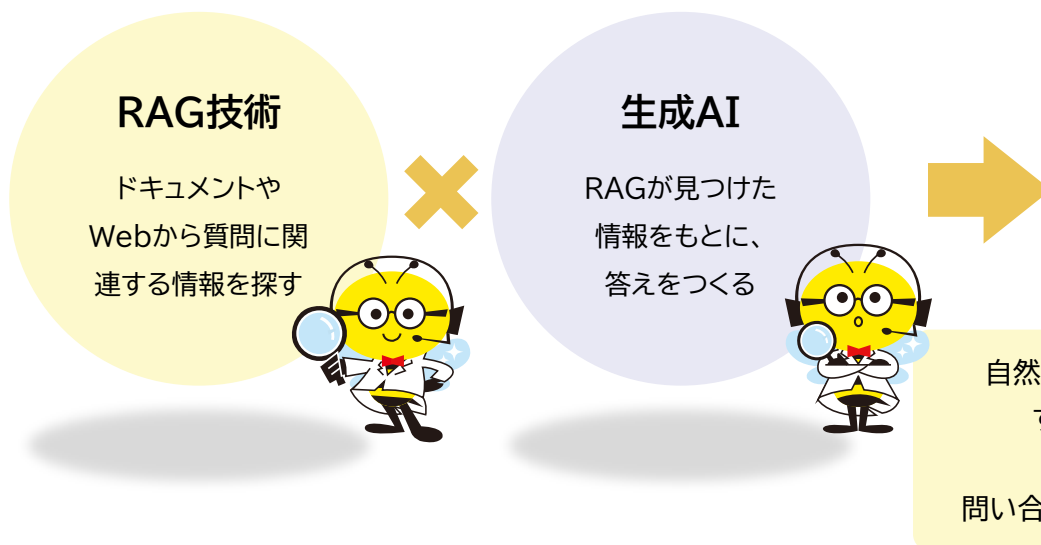 RAG技術
ドキュメントや
Webから質問に関
連する情報を探す
生成AI
RAGが見つけた
情報をもとに、
答えをつくる
自然
問い合